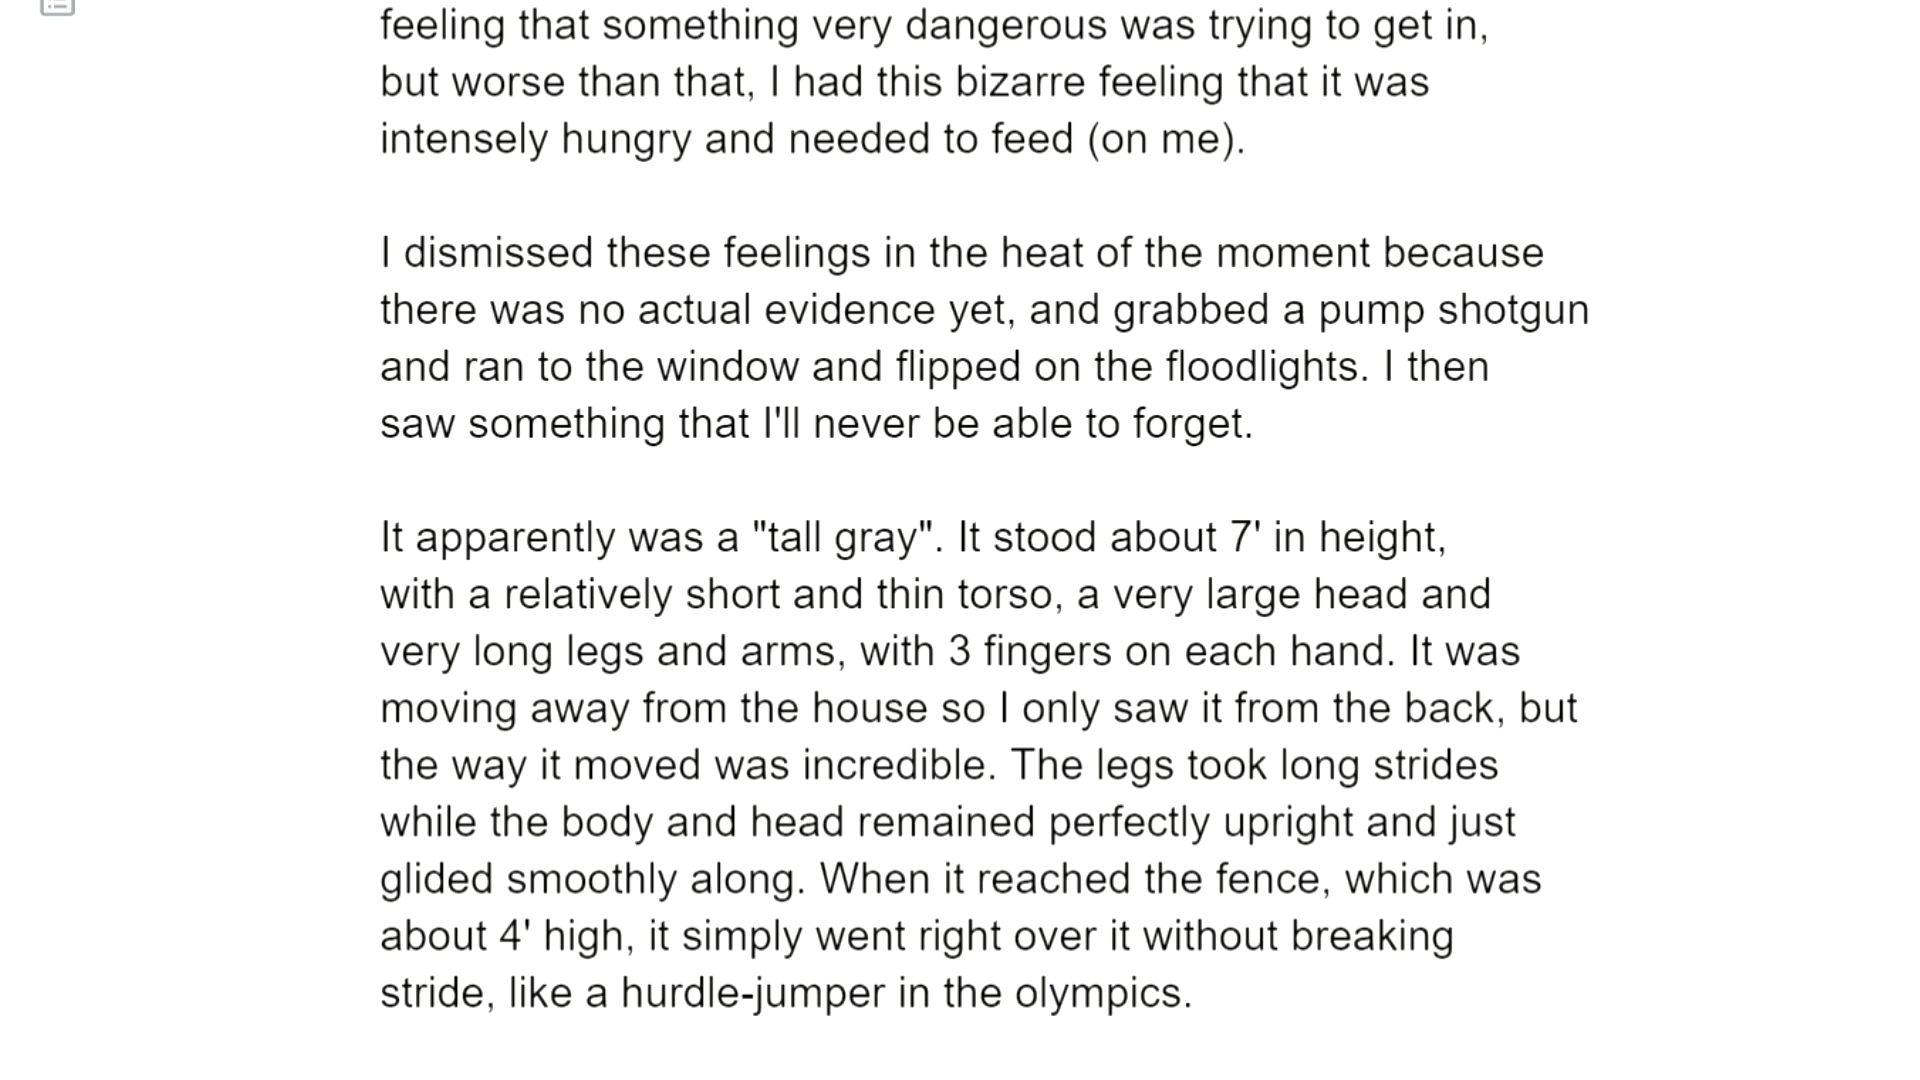 feeling that something very dangerous was trying to get in,
but worse than that, I had this bizarre feeling that it was
intensely hungry and needed to feed (on me).
I dismissed these feelings in the heat of the moment because
there was no actual evidence yet, and grabbed a pump shotgun
and ran to the window and flipped on the floodlights. I then
saw something that I'll never be able to forget.
It apparently was a "tall gray". It stood about 7' in height,
with a relatively short and thin torso, a very large head and
very long legs and arms, with 3 fingers on each hand. It was
moving away from the house so I only saw it from the back, but
the way it moved was incredible. The legs took long strides
while the body and head remained perfectly upright and just
glided smoothly along. When it reached the fence, which was
about 4' high, it simply went right over it without breaking
stride, like a hurdle-jumper in the olympics.